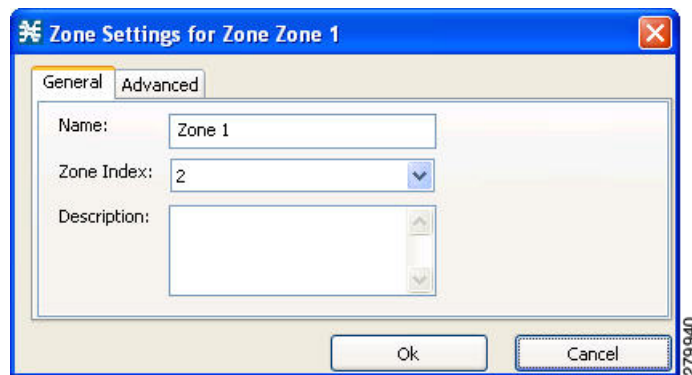 Zone Settings for Zone Zone 1
General Advanced
Name: Zone 1
Zone Index: 2
Description:
Ok Cancel
279940